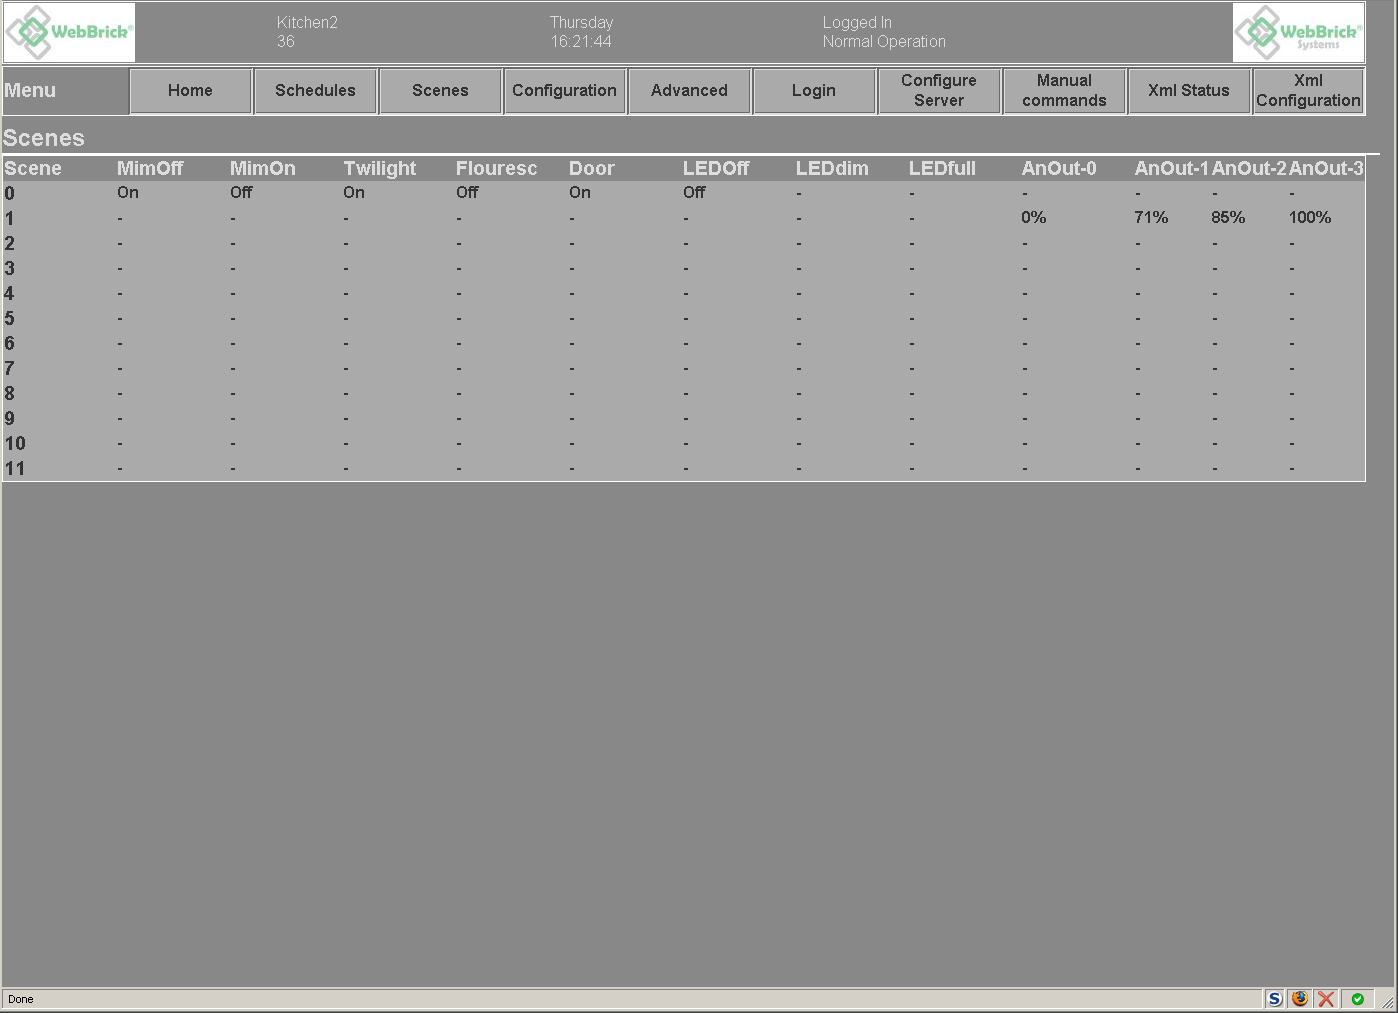 WebBrick®
Kitchen2
36
Thursday
16:21:44
Logged In
Normal Operation
WebBrick®
Systems
Menu Home Schedules Scenes Configuration Advanced Login Configure Server Manual commands Xml Status Xml Configuration
Scenes
Scene MimOff MimOn Twilight Flouresc Door LEDOff LEDdim LEDfull AnOut-0 AnOut-1 AnOut-2 AnOut-3
0 On Off On Off On Off - - - - - -
1 - - - - - - - - 0% 71% 85% 100%
2 - - - - - - - - - - - -
3 - - - - - - - - - - - -
4 - - - - - - - - - - - -
5 - - - - - - - - - - - -
6 - - - - - - - - - - - -
7 - - - - - - - - - - - -
8 - - - - - - - - - - - -
9 - - - - - - - - - - - -
10 - - - - - - - - - - - -
11 - - - - - - - - - - - -
Done
S